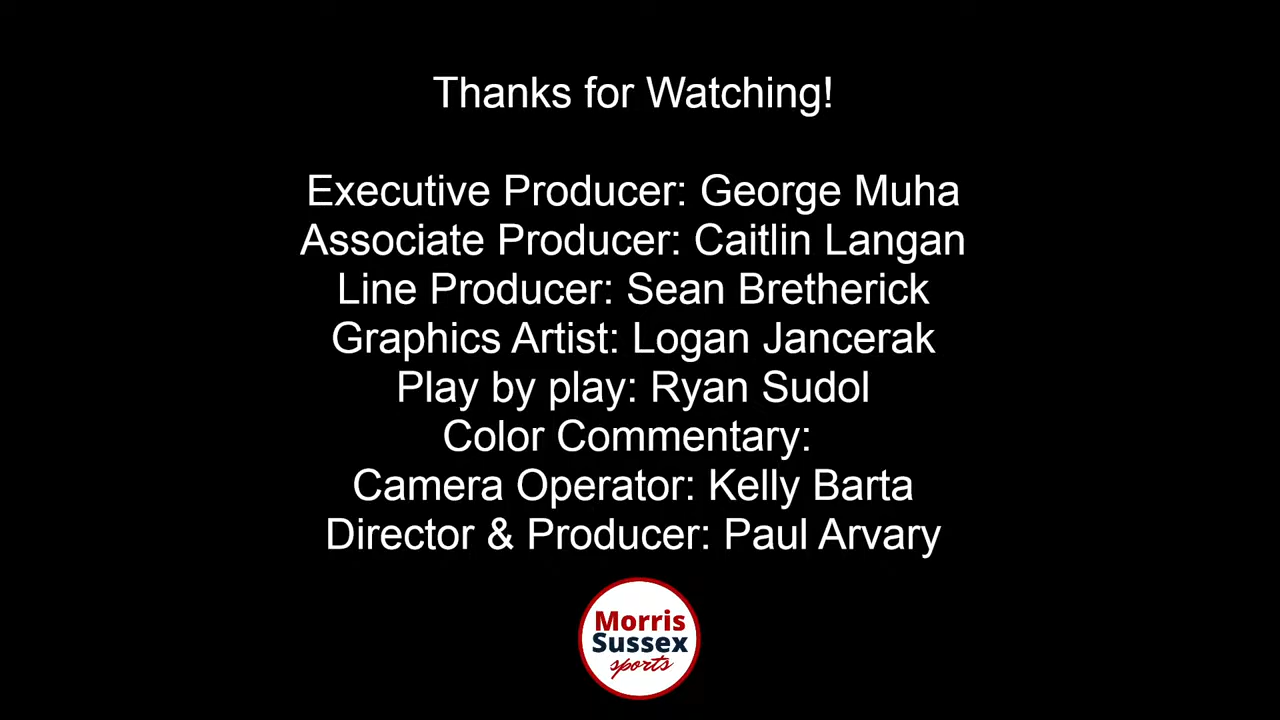 Thanks for Watching!
Executive Producer: George Muha
Associate Producer: Caitlin Langan
Line Producer: Sean Bretherick
Graphics Artist: Logan Jancerak
Play by play: Ryan Sudol
Color Commentary:
Camera Operator: Kelly Barta
Director & Producer: Paul Arvary
Morris
Sussex
sports